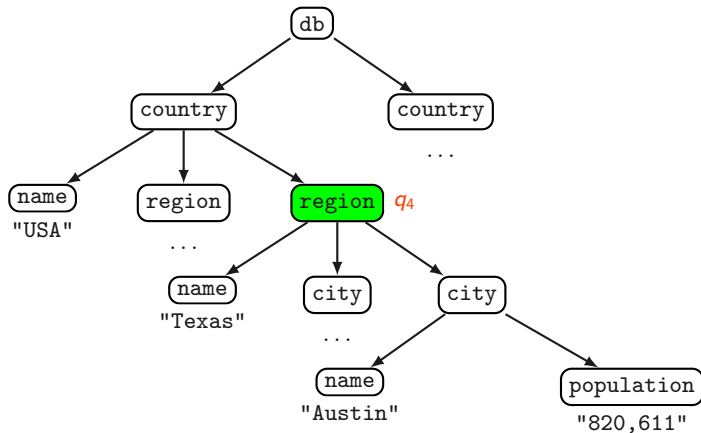 db
country
country
...
name
region
region
q4
"USA"
...
name
city
city
"Texas"
...
name
population
"Austin"
"820,611"